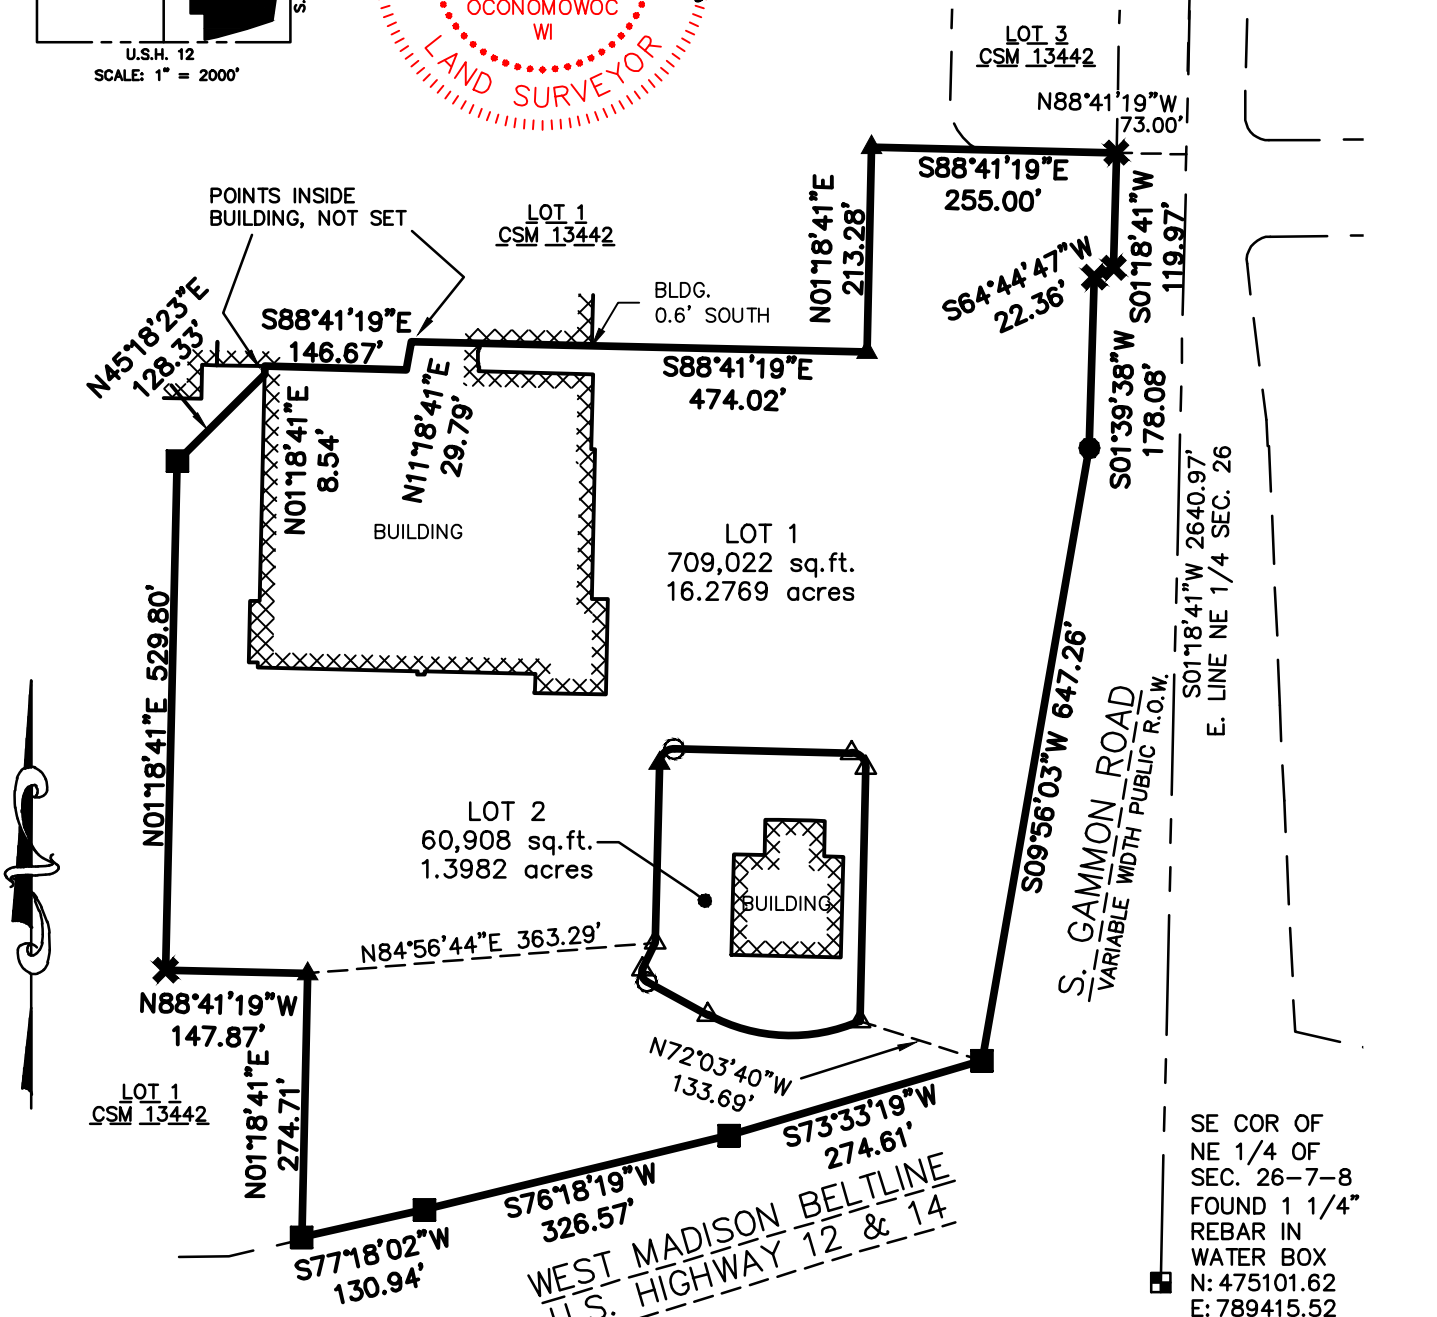 U.S.H. 12
SCALE: 1" = 2000'
S.
OCONOMOWOC
WI
LAND SURVEYOR
LOT 3
CSM 13442
N88°41'19"W
73.00'
S88°41'19"E
255.00'
N01°18'41"E
213.28'
S01°18'41"W
119.97'
S64°44'47"W
22.36'
POINTS INSIDE
BUILDING, NOT SET
LOT 1
CSM 13442
BLDG.
0.6' SOUTH
N45°18'23"E
128.33'
S88°41'19"E
146.67'
S88°41'19"E
474.02'
N01°18'41"E
8.54'
N11°18'41"E
29.79'
S01°39'38"W
178.08'
BUILDING
LOT 1
709,022 sq.ft.
16.2769 acres
S01°18'41"W 2640.97'
E. LINE NE 1/4 SEC. 26
N01°18'41"E 529.80'
S09°56'03"W 647.26'
S. GAMMON ROAD
VARIABLE WIDTH PUBLIC R.O.W.
LOT 2
60,908 sq.ft.
1.3982 acres
BUILDING
N84°56'44"E 363.29'
N88°41'19"W
147.87'
N01°18'41"E
274.71'
LOT 1
CSM 13442
N72°03'40"W
133.69'
S73°33'19"W
274.61'
S76°18'19"W
326.57'
S77°18'02"W
130.94'
WEST MADISON BELTLINE
U.S. HIGHWAY 12 & 14
SE COR OF
NE 1/4 OF
SEC. 26-7-8
FOUND 1 1/4"
REBAR IN
WATER BOX
N: 475101.62
E: 789415.52